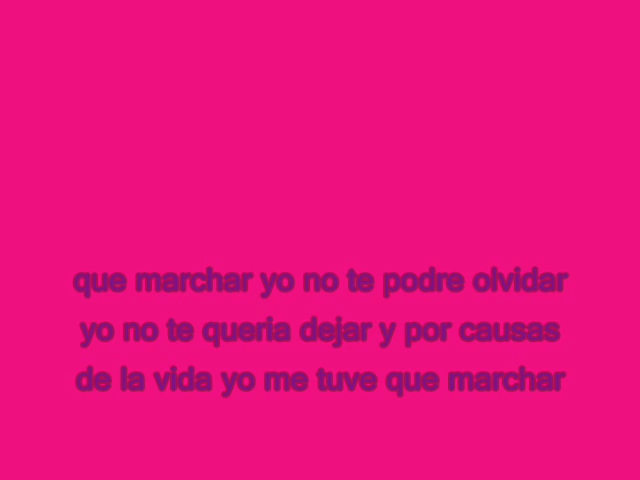 que marchar yo no te podre olvidar
yo no te queria dejar y por causas
de la vida yo me tuve que marchar